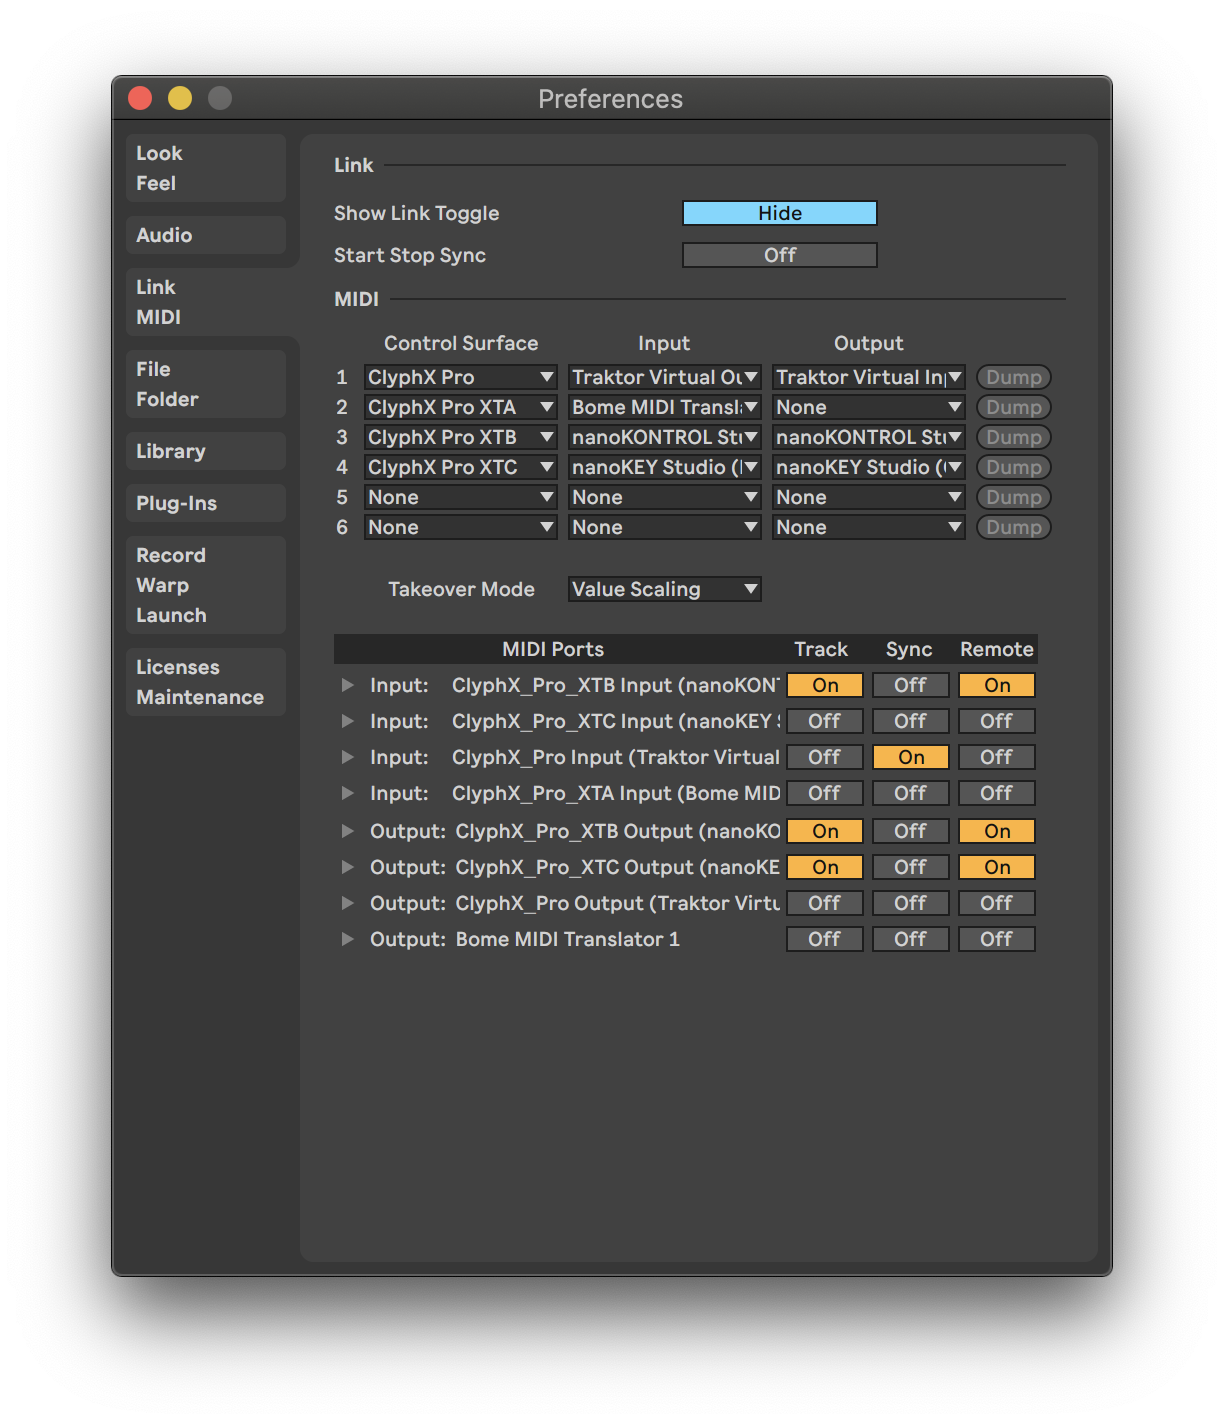 Preferences
Look
Feel
Audio
Link
MIDI
File
Folder
Library
Plug-Ins
Record
Warp
Launch
Licenses
Maintenance
Link
Show Link Toggle Hide
Start Stop Sync Off
MIDI
Control Surface Input Output
1 ClyphX Pro Traktor Virtual Ou Traktor Virtual Inp Dump
2 ClyphX Pro XTA Bome MIDI Transla None Dump
3 ClyphX Pro XTB nanoKONTROL Stu nanoKONTROL Stu Dump
4 ClyphX Pro XTC nanoKEY Studio ( nanoKEY Studio ( Dump
5 None None None Dump
6 None None None Dump
Takeover Mode Value Scaling
MIDI Ports Track Sync Remote
Input: ClyphX_Pro_XTB Input (nanoKONT On Off On
Input: ClyphX_Pro_XTC Input (nanoKEY Off Off Off
Input: ClyphX_Pro Input (Traktor Virtual Off On Off
Input: ClyphX_Pro_XTA Input (Bome MID Off Off Off
Output: ClyphX_Pro_XTB Output (nanoKO On Off On
Output: ClyphX_Pro_XTC Output (nanoKE On Off On
Output: ClyphX_Pro Output (Traktor Virtu Off Off Off
Output: Bome MIDI Translator 1 Off Off Off